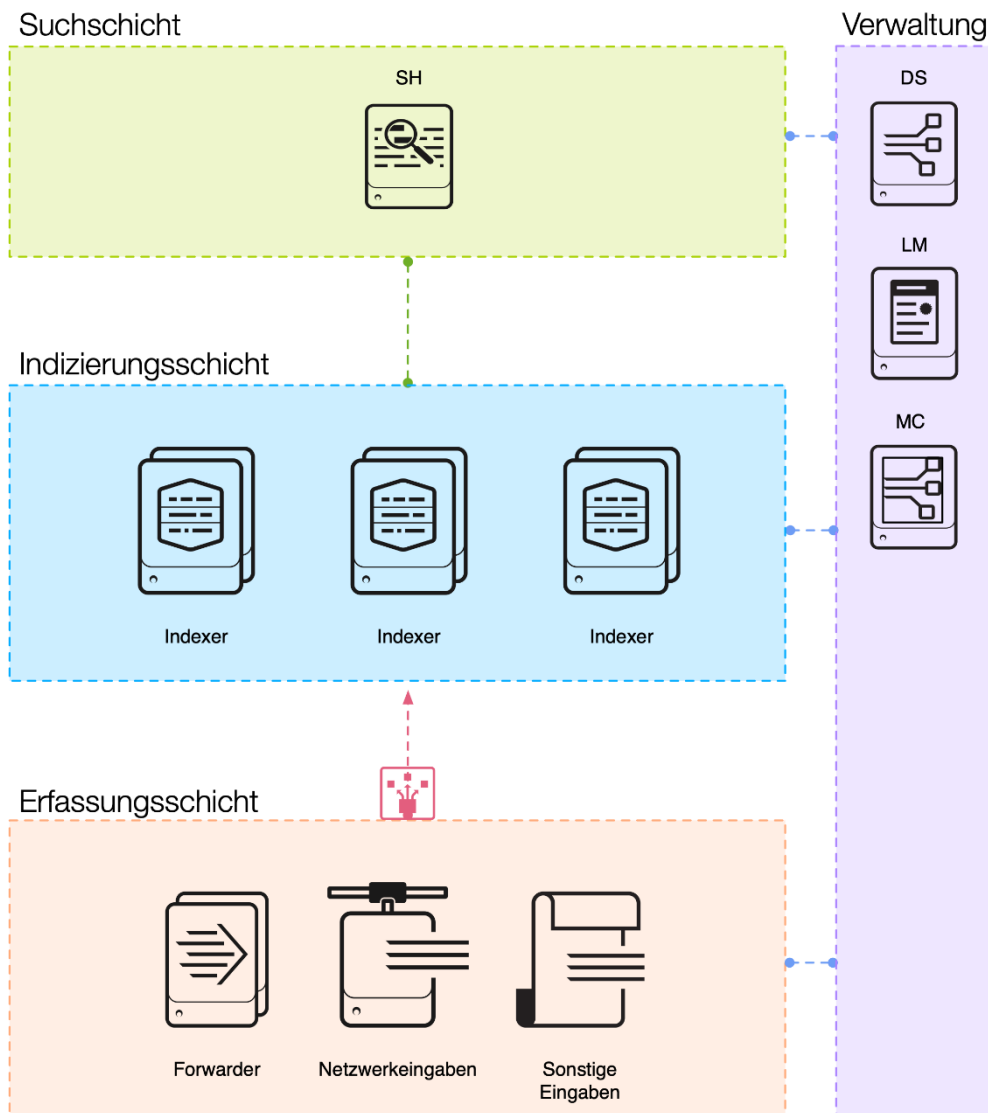 Suchschicht
Verwaltung
SH
DS
LM
Indizierungsschicht
MC
Indexer
Indexer
Indexer
Erfassungsschicht
Forwarder
Netzwerkeingaben
Sonstige
Eingaben